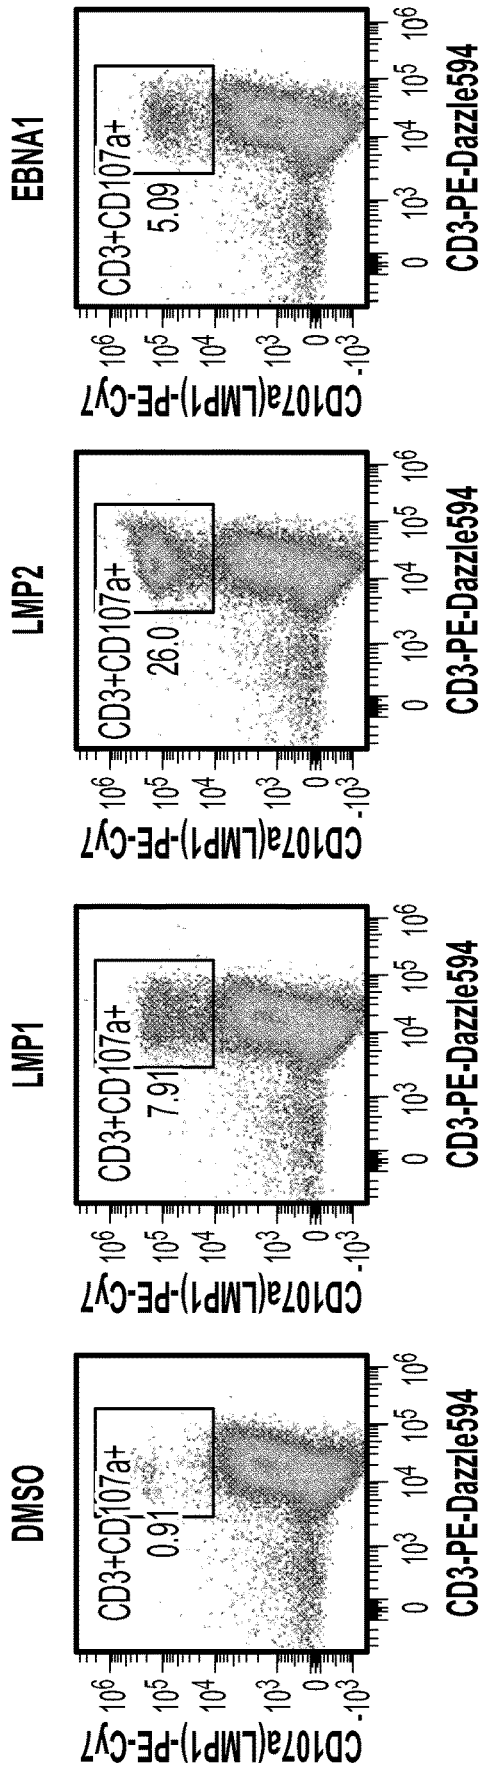 DMSO
CD107a(LMP1)-PE-Cy7
10⁶
10⁵
10⁴
10³
0
-10³
CD3+CD107a+
0.91
0 10³ 10⁴ 10⁵ 10⁶
CD3-PE-Dazzle594
LMP1
CD107a(LMP1)-PE-Cy7
10⁶
10⁵
10⁴
10³
0
-10³
CD3+CD107a+
7.91
0 10³ 10⁴ 10⁵ 10⁶
CD3-PE-Dazzle594
LMP2
CD107a(LMP1)-PE-Cy7
10⁶
10⁵
10⁴
10³
0
-10³
CD3+CD107a+
26.0
0 10³ 10⁴ 10⁵ 10⁶
CD3-PE-Dazzle594
EBNA1
CD107a(LMP1)-PE-Cy7
10⁶
10⁵
10⁴
10³
0
-10³
CD3+CD107a+
5.09
0 10³ 10⁴ 10⁵ 10⁶
CD3-PE-Dazzle594